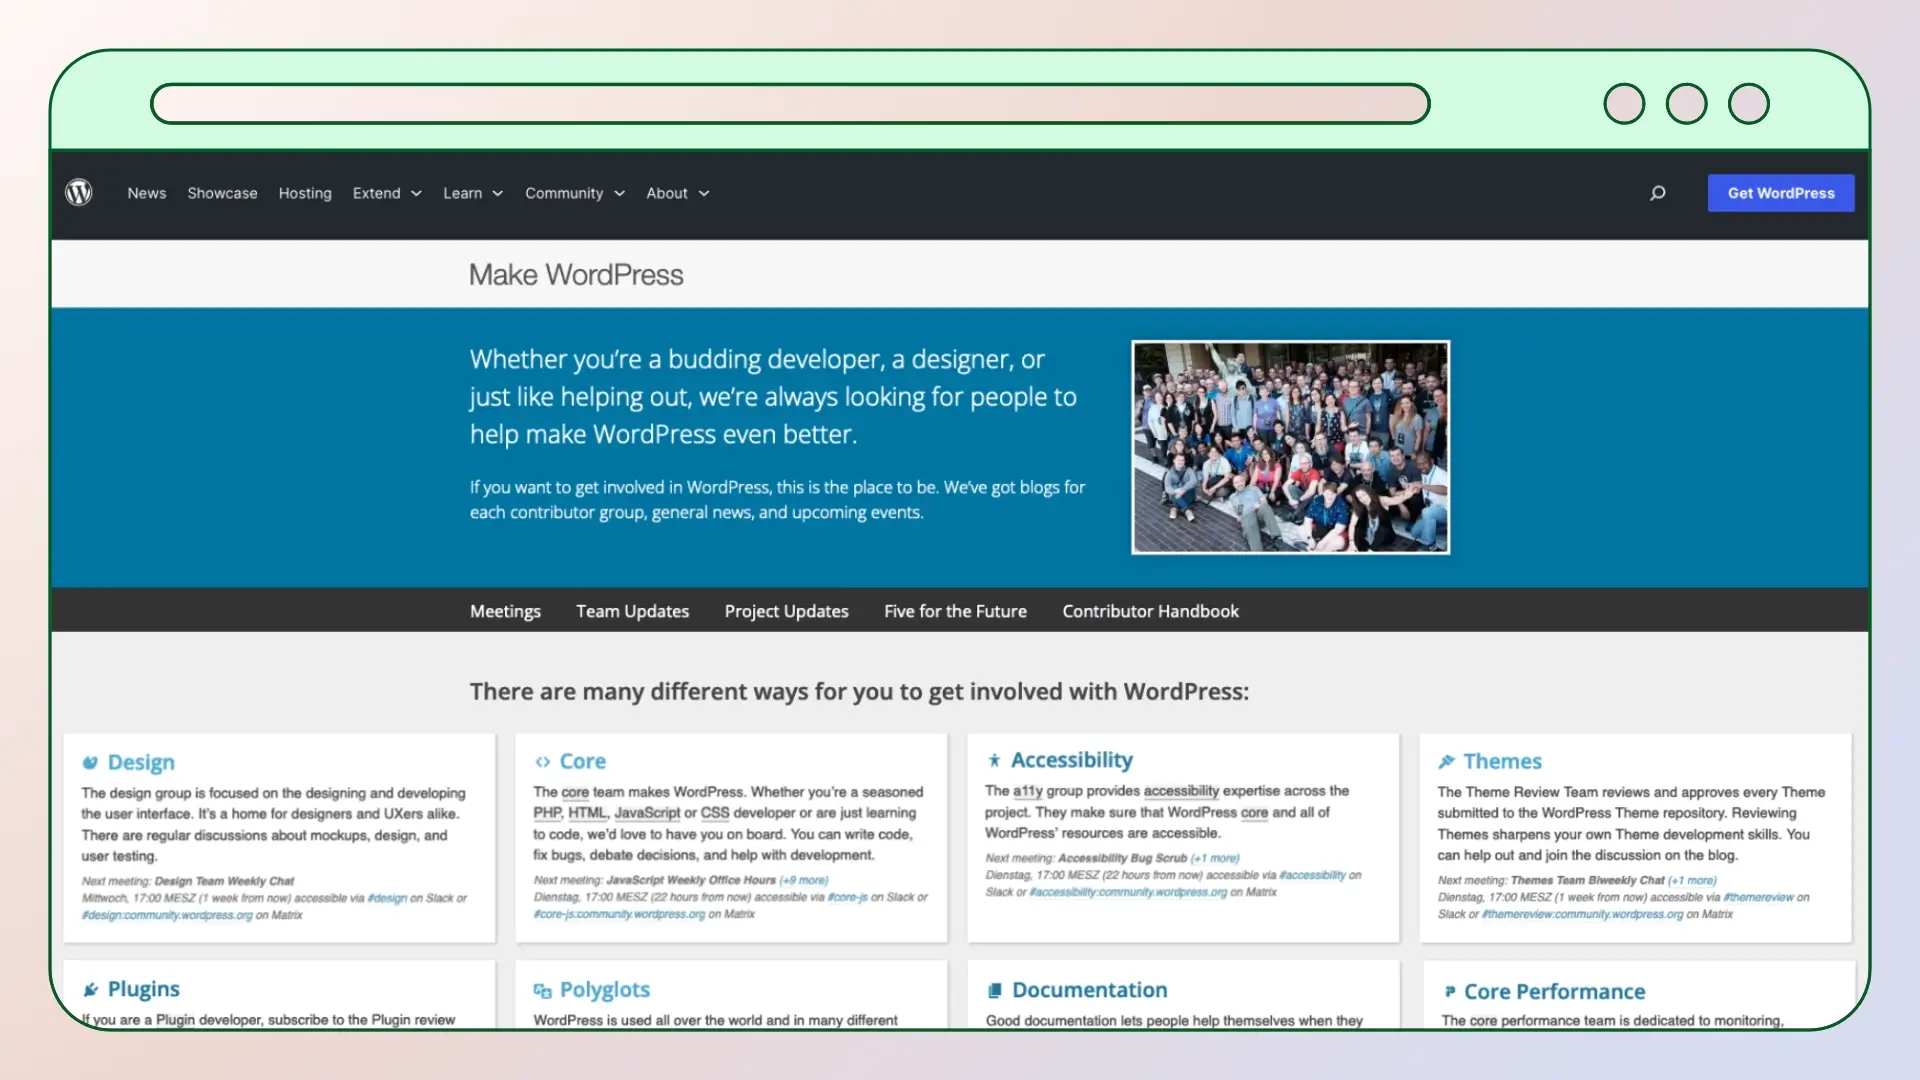 News Showcase Hosting Extend Learn Community About Get WordPress
Make WordPress
Whether you’re a budding developer, a designer, or
just like helping out, we’re always looking for people to
help make WordPress even better.
If you want to get involved in WordPress, this is the place to be. We’ve got blogs for
each contributor group, general news, and upcoming events.
Meetings Team Updates Project Updates Five for the Future Contributor Handbook
There are many different ways for you to get involved with WordPress:
Design
The design group is focused on the designing and developing
the user interface. It’s a home for designers and UXers alike.
There are regular discussions about mockups, design, and
user testing.
Next meeting: Design Team Weekly Chat
Mittwoch, 17:00 MESZ (1 week from now) accessible via #design on Slack or
#design:community.wordpress.org on Matrix
Core
The core team makes WordPress. Whether you’re a seasoned
PHP, HTML, JavaScript or CSS developer or are just learning
to code, we’d love to have you on board. You can write code,
fix bugs, debate decisions, and help with development.
Next meeting: JavaScript Weekly Office Hours (+9 more)
Dienstag, 17:00 MESZ (22 hours from now) accessible via #core-js on Slack or
#core-js:community.wordpress.org on Matrix
Accessibility
The a11y group provides accessibility expertise across the
project. They make sure that WordPress core and all of
WordPress’ resources are accessible.
Next meeting: Accessibility Bug Scrub (+1 more)
Dienstag, 17:00 MESZ (22 hours from now) accessible via #accessibility on
Slack or #accessibility:community.wordpress.org on Matrix
Themes
The Theme Review Team reviews and approves every Theme
submitted to the WordPress Theme repository. Reviewing
Themes sharpens your own Theme development skills. You
can help out and join the discussion on the blog.
Next meeting: Themes Team Biweekly Chat (+1 more)
Dienstag, 17:00 MESZ (1 week from now) accessible via #themereview on
Slack or #themereview:community.wordpress.org on Matrix
Plugins
If you are a Plugin developer, subscribe to the Plugin review
Polyglots
WordPress is used all over the world and in many different
Documentation
Good documentation lets people help themselves when they
Core Performance
The core performance team is dedicated to monitoring,